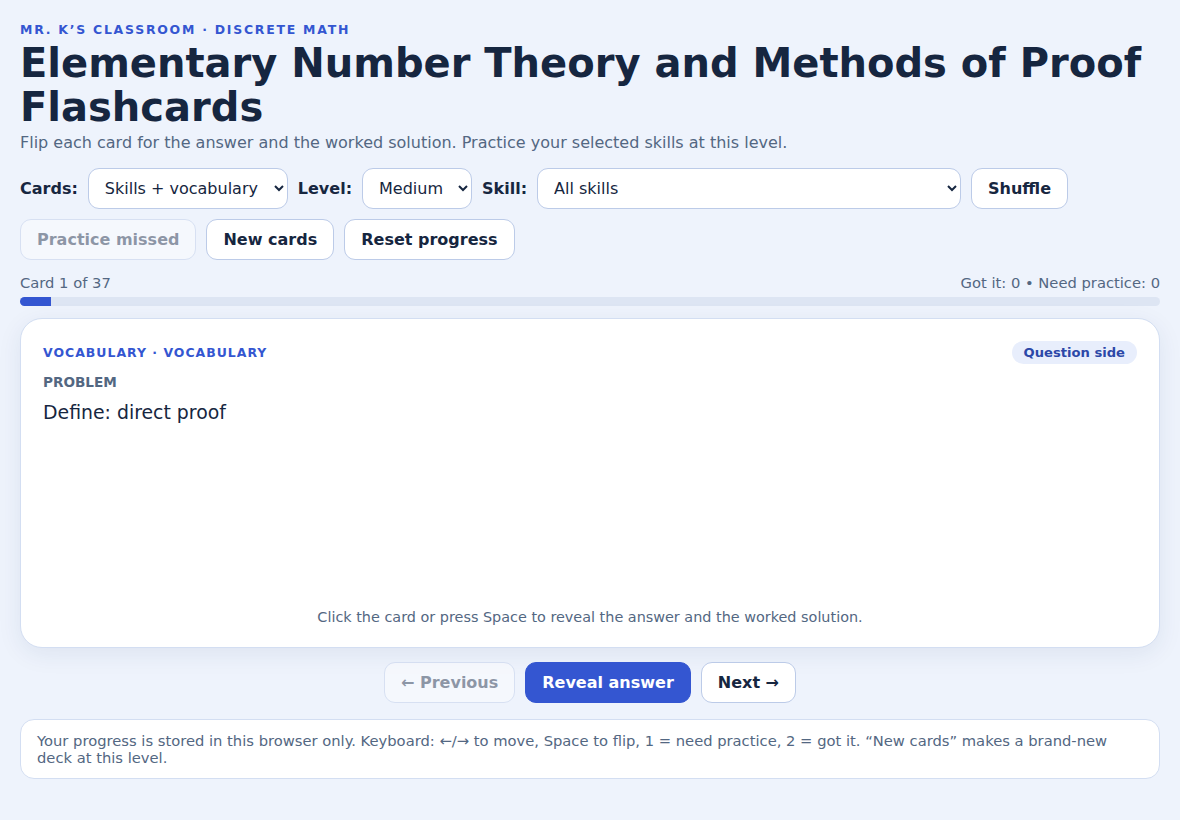 MR. K’S CLASSROOM · DISCRETE MATH
Elementary Number Theory and Methods of Proof
Flashcards
Flip each card for the answer and the worked solution. Practice your selected skills at this level.
Cards: Skills + vocabulary Level: Medium Skill: All skills Shuffle
Practice missed New cards Reset progress
Card 1 of 37 Got it: 0 • Need practice: 0
VOCABULARY · VOCABULARY Question side
PROBLEM
Define: direct proof
Click the card or press Space to reveal the answer and the worked solution.
← Previous Reveal answer Next →
Your progress is stored in this browser only. Keyboard: ←/→ to move, Space to flip, 1 = need practice, 2 = got it. “New cards” makes a brand-new
deck at this level.